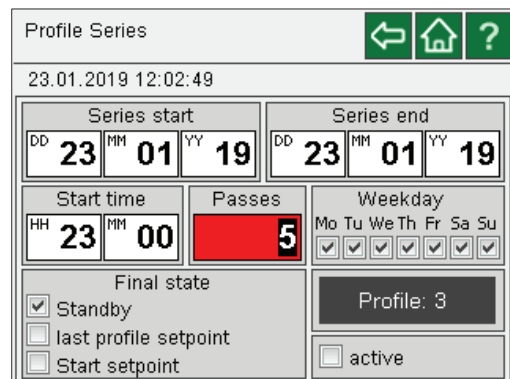 Profile Series ?
23.01.2019 12:02:49
Series start
DD 23 MM 01 YY 19
Series end
DD 23 MM 01 YY 19
Start time
HH 23 MM 00
Passes
5
Weekday
Mo Tu We Th Fr Sa Su
Final state
Standby
last profile setpoint
Start setpoint
Profile: 3
active